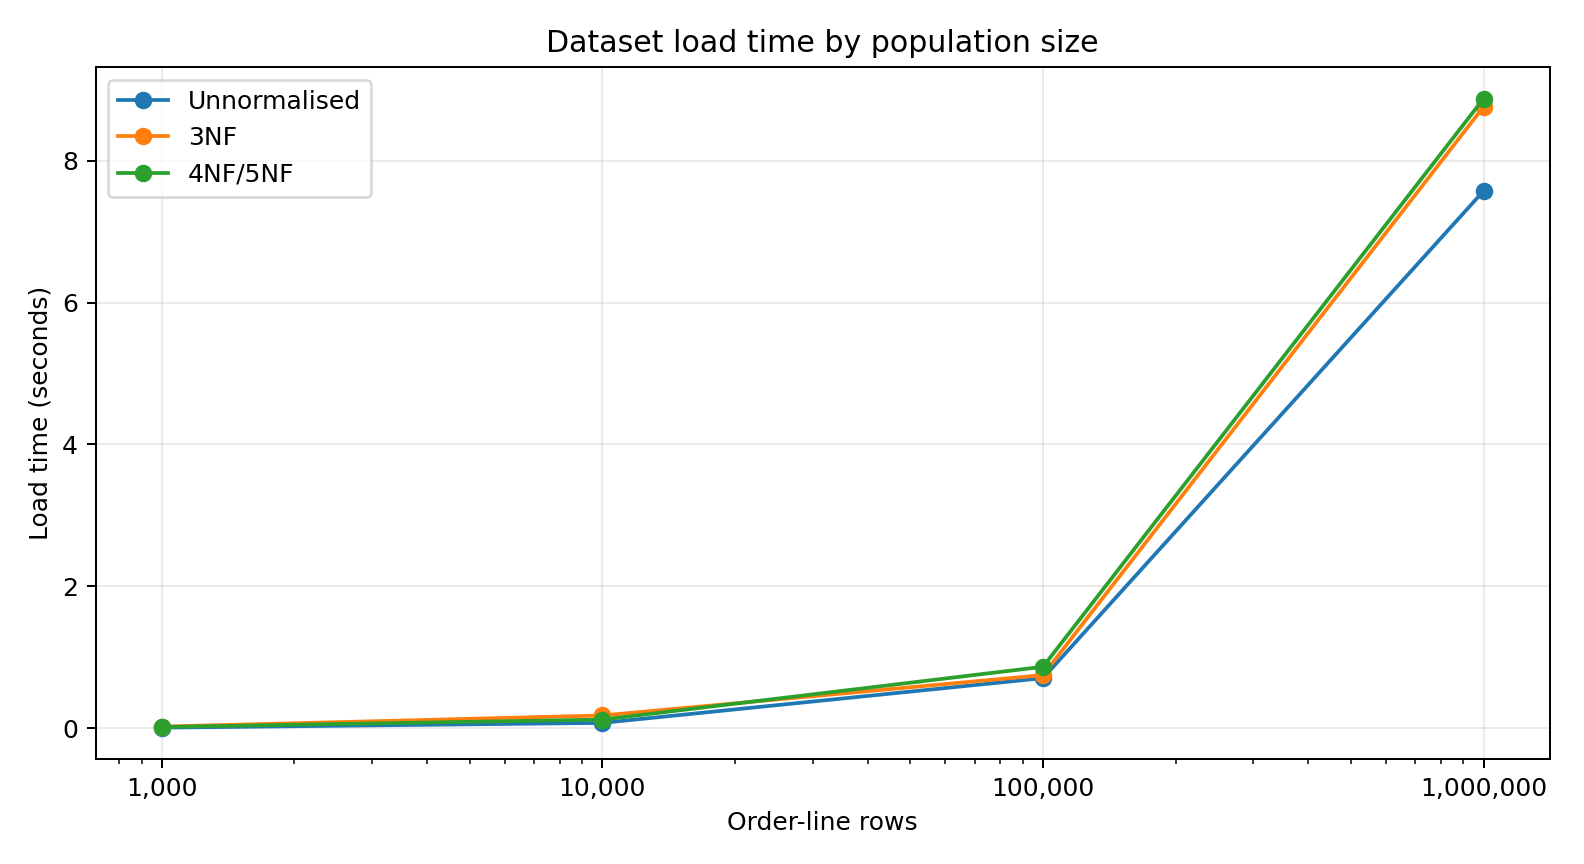 Dataset load time by population size
Unnormalised
3NF
4NF/5NF
8
6
4
2
0
Load time (seconds)
1,000
10,000
100,000
1,000,000
Order-line rows